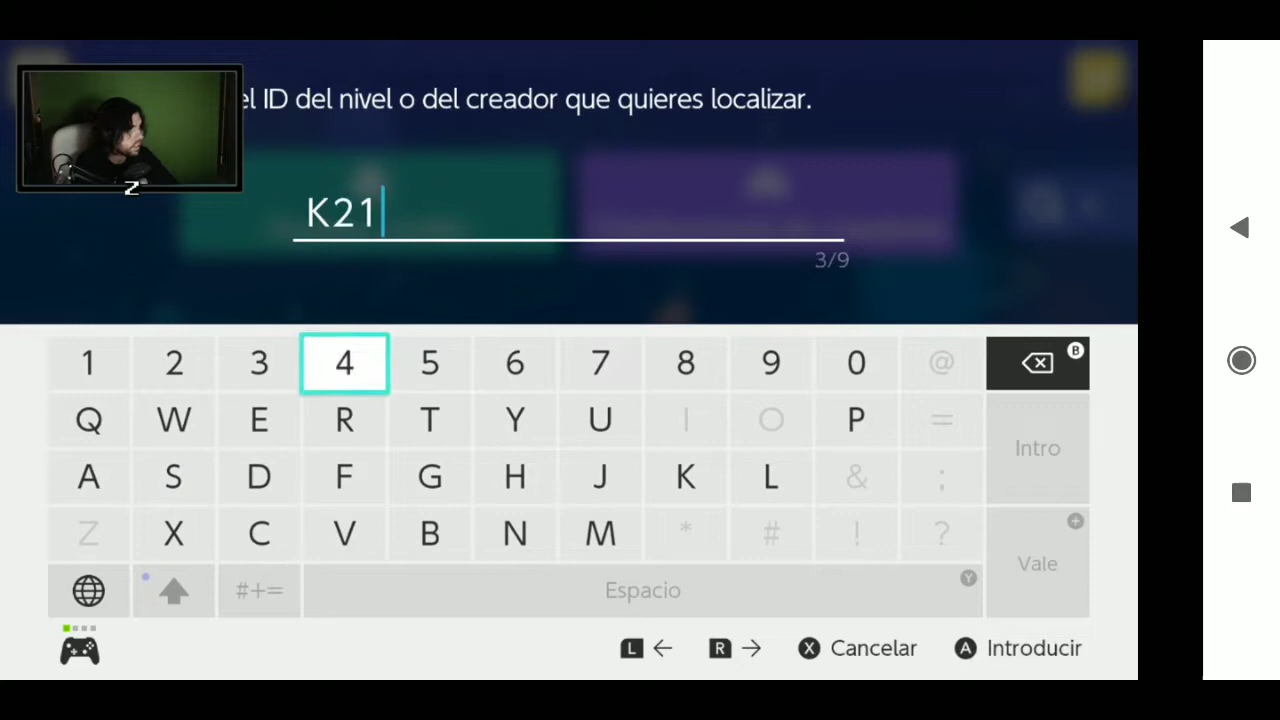 el ID del nivel o del creador que quieres localizar.
K21
3/9
1 2 3 4 5 6 7 8 9 0 @ B
Q W E R T Y U I O P =
A S D F G H J K L & ; Intro
Z X C V B N M * # ! ? + Vale
#+= Espacio Y
L ← R → X Cancelar A Introducir